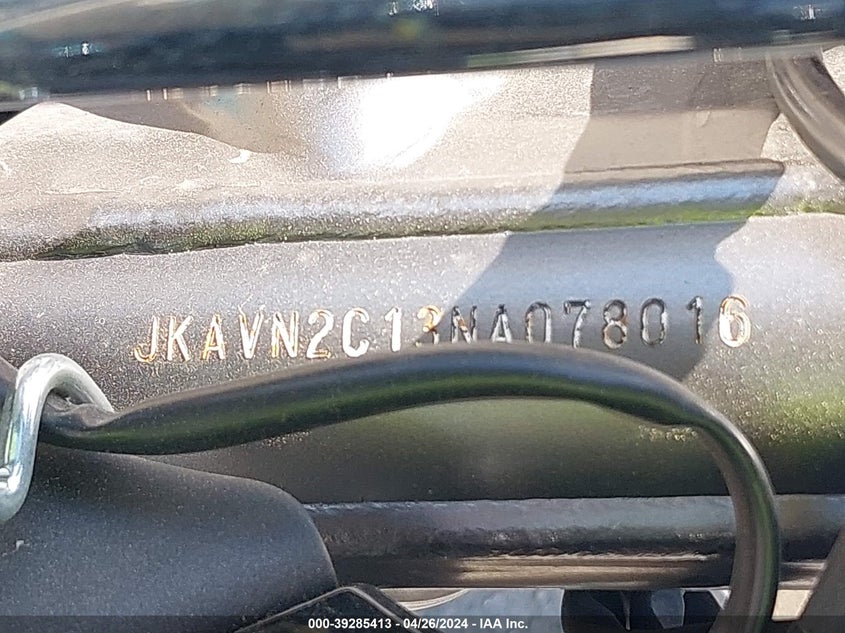 JKAVN2C13NA078016
000-39285413 - 04/26/2024 - IAA Inc.